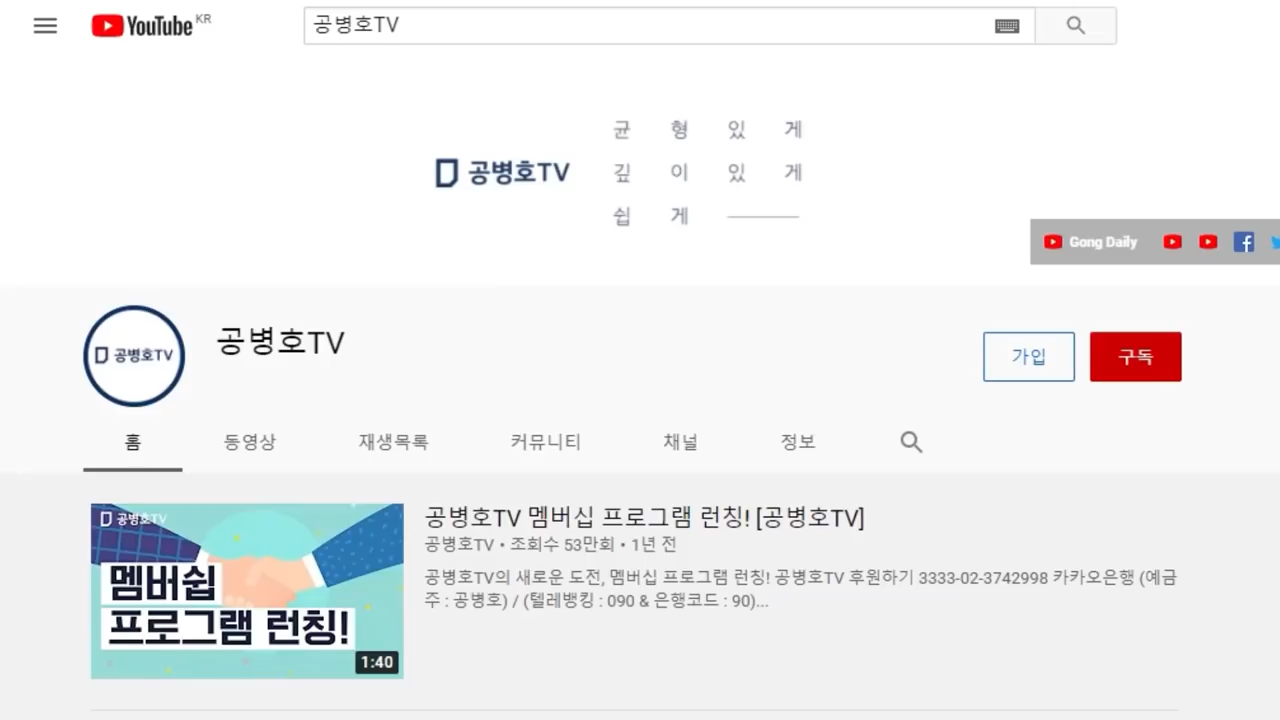 YouTube KR
공병호TV
균 형 있 게
공병호TV
깊 이 있 게
쉽 게
Gong Daily
공병호TV
공병호TV
가입
구독
홈
동영상
재생목록
커뮤니티
채널
정보
공병호TV
멤버쉽
프로그램 런칭!
1:40
공병호TV 멤버십 프로그램 런칭! [공병호TV]
공병호TV • 조회수 53만회 • 1년 전
공병호TV의 새로운 도전, 멤버십 프로그램 런칭! 공병호TV 후원하기 3333-02-3742998 카카오은행 (예금
주 : 공병호) / (텔레뱅킹 : 090 & 은행코드 : 90)...